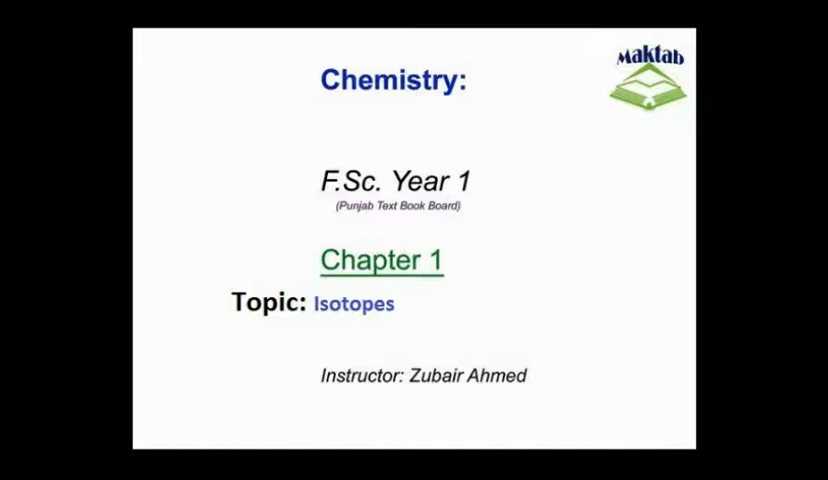 Maktab
Chemistry:
F.Sc. Year 1
(Punjab Text Book Board)
Chapter 1
Topic: Isotopes
Instructor: Zubair Ahmed